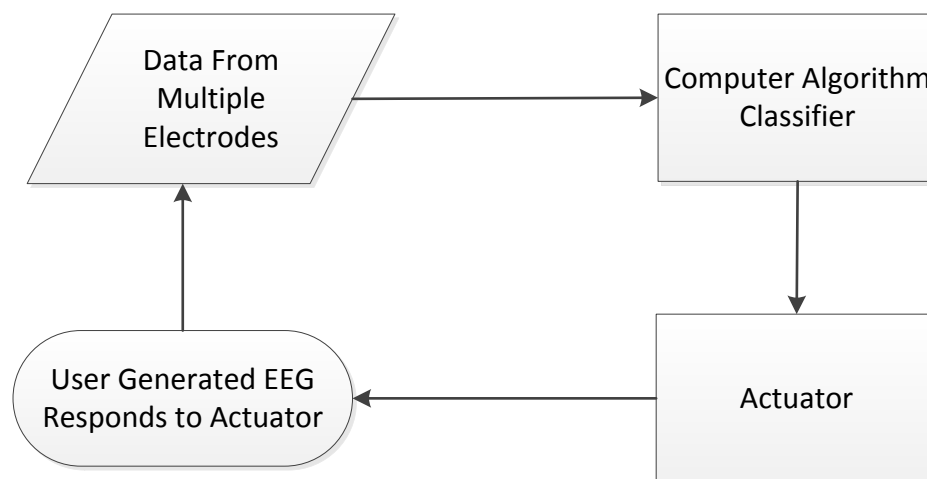 Data From
Multiple
Electrodes
Computer Algorithm
Classifier
User Generated EEG
Responds to Actuator
Actuator